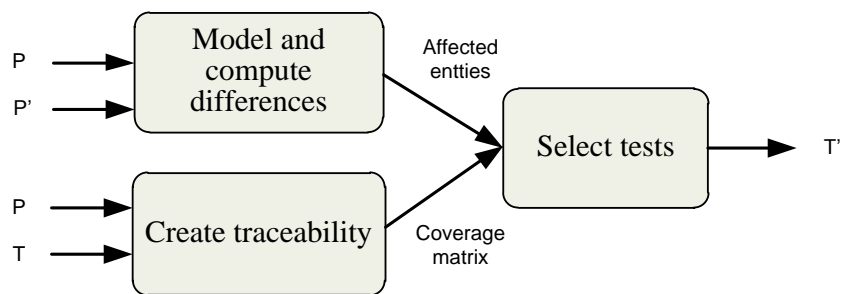 P
P'
Model and
compute
differences
Affected
entties
P
T
Create traceability
Coverage
matrix
Select tests
T'